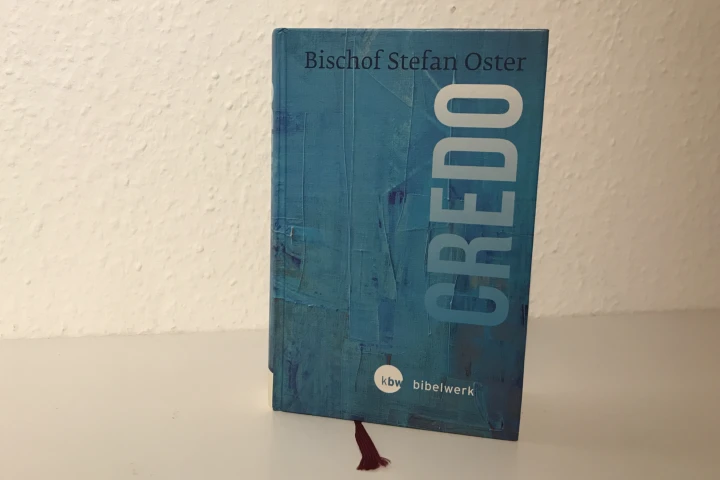 Bischof Stefan Oster
CREDO
kbw bibelwerk